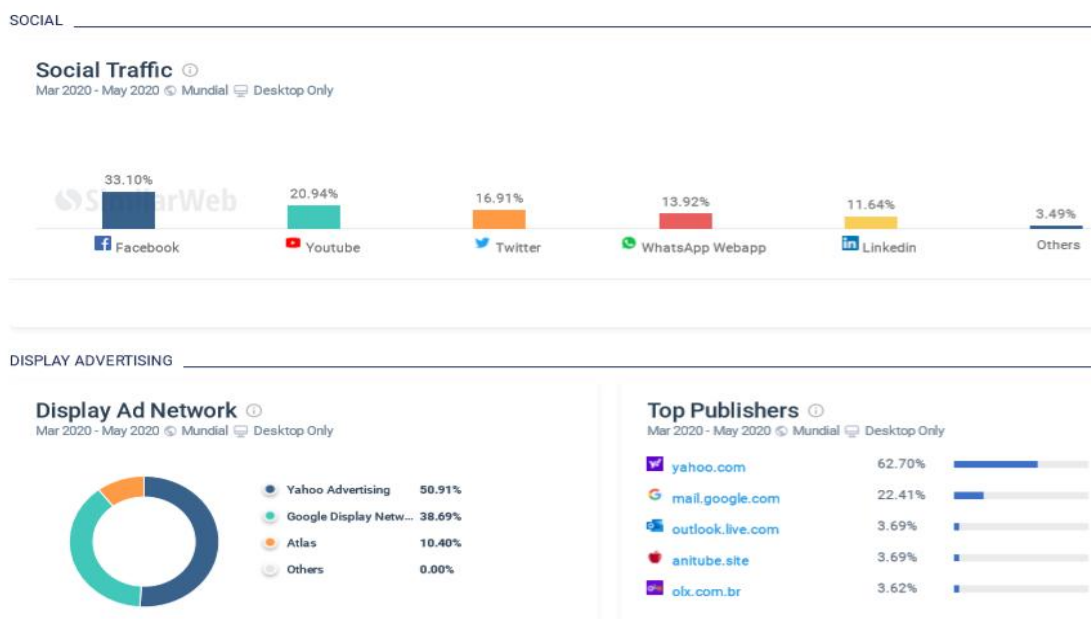 SOCIAL
Social Traffic
Mar 2020 - May 2020 Mundial Desktop Only
SimilarWeb
33.10%
20.94%
16.91%
13.92%
11.64%
3.49%
Facebook
Youtube
Twitter
WhatsApp Webapp
Linkedin
Others
DISPLAY ADVERTISING
Display Ad Network
Mar 2020 - May 2020 Mundial Desktop Only
Yahoo Advertising 50.91%
Google Display Netw... 38.69%
Atlas 10.40%
Others 0.00%
Top Publishers
Mar 2020 - May 2020 Mundial Desktop Only
yahoo.com 62.70%
mail.google.com 22.41%
outlook.live.com 3.69%
anitube.site 3.69%
olx.com.br 3.62%